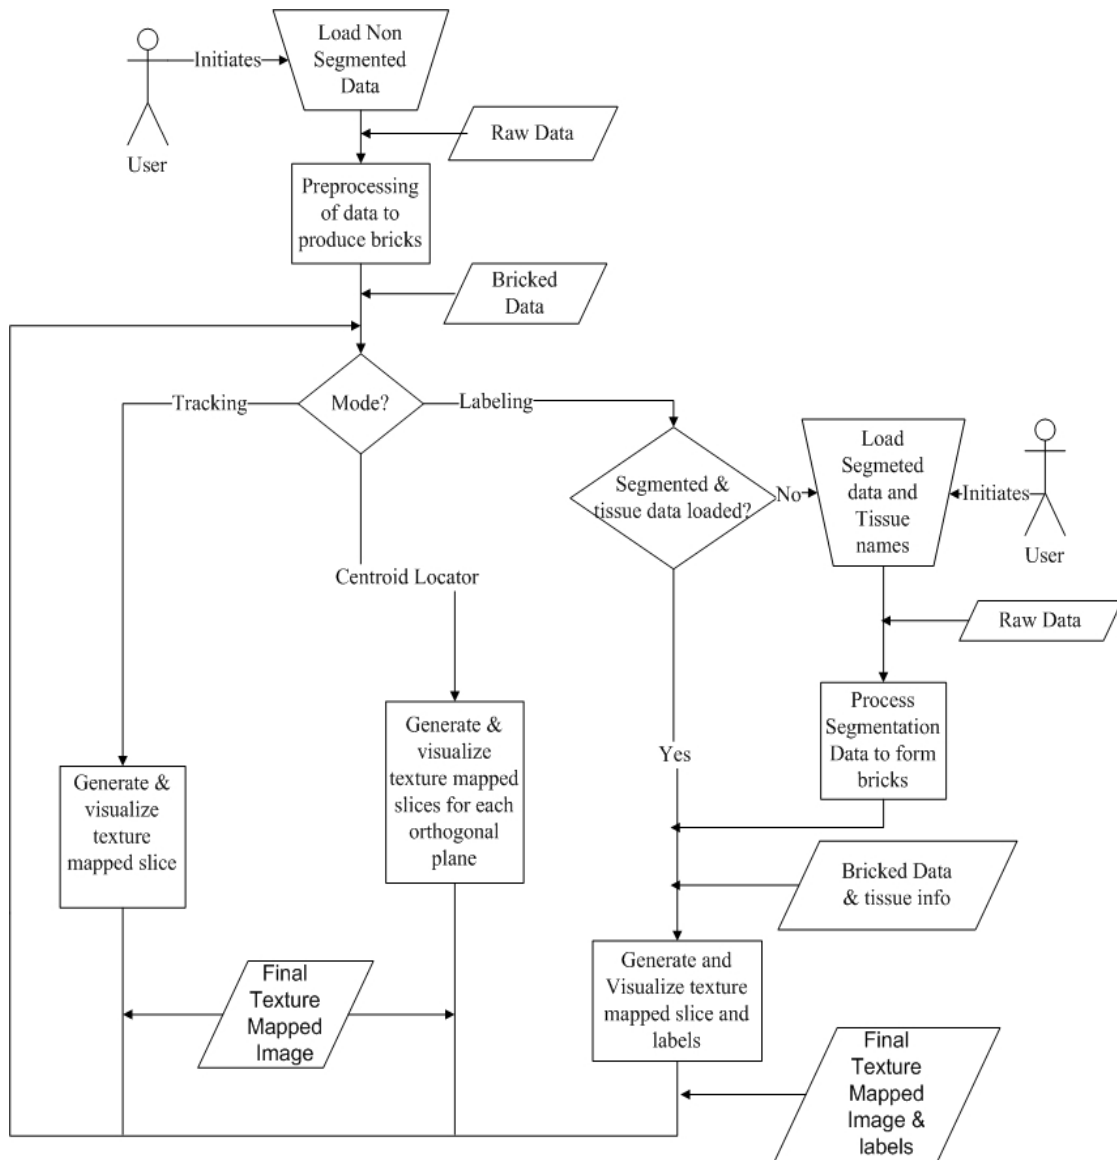 Load Non
Segmented
Data
Initiates
User
Raw Data
Preprocessing
of data to
produce bricks
Bricked
Data
Mode?
Tracking
Labeling
Centroid Locator
Segmented &
tissue data loaded?
No
Yes
Load
Segmeted
data and
Tissue
names
Initiates
User
Raw Data
Process
Segmentation
Data to form
bricks
Generate &
visualize
texture
mapped slice
Generate &
visualize
texture mapped
slices for each
orthogonal
plane
Bricked Data
& tissue info
Generate and
Visualize texture
mapped slice and
labels
Final
Texture
Mapped
Image
Final
Texture
Mapped
Image &
labels